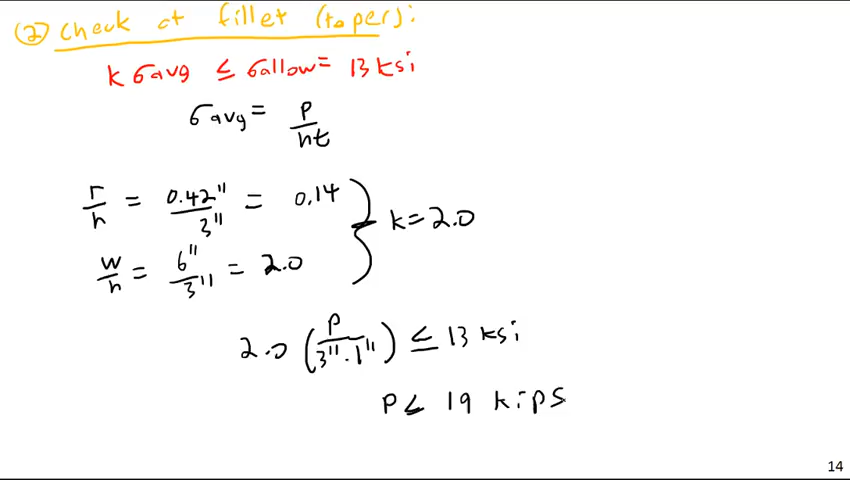 ② Check at fillet (taper):
K σavg ≤ σallow = 13 ksi
σavg = P/ht
r/h = 0.42"/3" = 0.14
K = 2.0
w/h = 6"/3" = 2.0
2.0 (P/3"·1") ≤ 13 ksi
P ≤ 19 kips
14